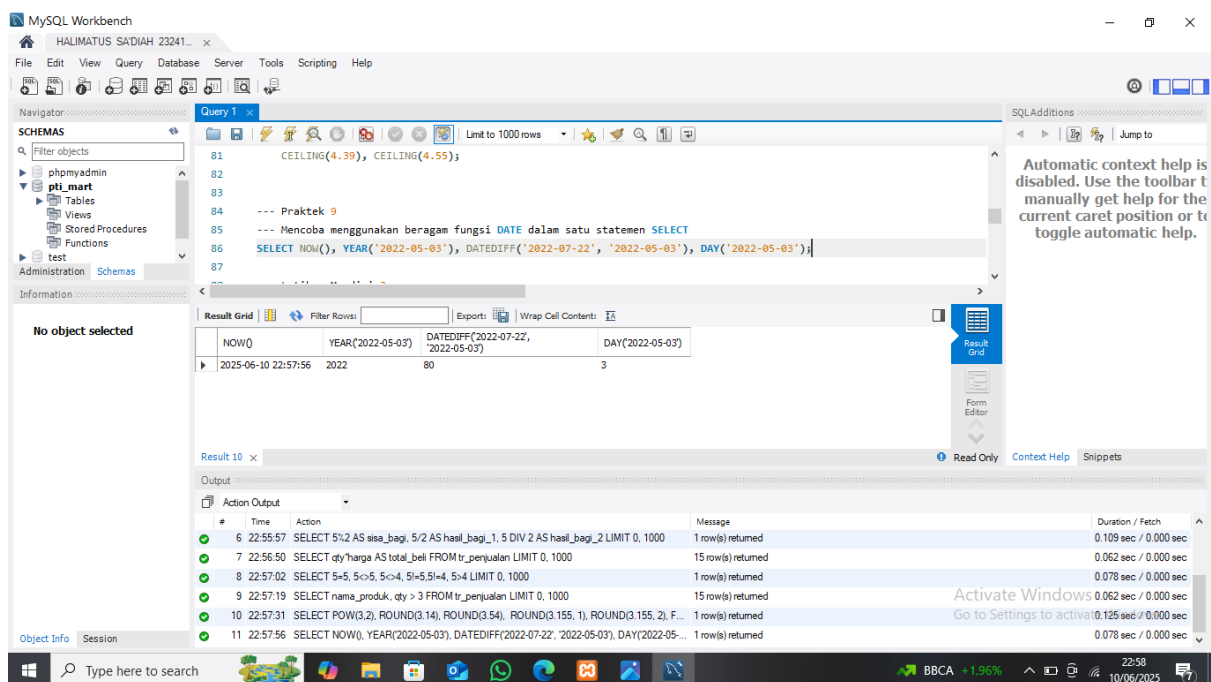 MySQL Workbench
HALIMATUS SA'DIAH 23241...
File Edit View Query Database Server Tools Scripting Help
Navigator
SCHEMAS
Filter objects
phpmyadmin
pti_mart
Tables
Views
Stored Procedures
Functions
test
Administration Schemas
Information
No object selected
Object Info Session
Query 1
Limit to 1000 rows
81 CEILING(4.39), CEILING(4.55);
82
83
84 --- Praktek 9
85 --- Mencoba menggunakan beragam fungsi DATE dalam satu statemen SELECT
86 SELECT NOW(), YEAR('2022-05-03'), DATEDIFF('2022-07-22', '2022-05-03'), DAY('2022-05-03');
87
Result Grid Filter Rows: Export: Wrap Cell Content:
NOW() YEAR('2022-05-03') DATEDIFF('2022-07-22', '2022-05-03') DAY('2022-05-03')
2025-06-10 22:57:56 2022 80 3
Result Grid
Form Editor
Result 10 Read Only
SQLAdditions
Jump to
Automatic context help is
disabled. Use the toolbar t
manually get help for the
current caret position or to
toggle automatic help.
Context Help Snippets
Output
Action Output
# Time Action Message Duration / Fetch
6 22:55:57 SELECT 5%2 AS sisa_bagi, 5/2 AS hasil_bagi_1, 5 DIV 2 AS hasil_bagi_2 LIMIT 0, 1000 1 row(s) returned 0.109 sec / 0.000 sec
7 22:56:50 SELECT qty*harga AS total_beli FROM tr_penjualan LIMIT 0, 1000 15 row(s) returned 0.062 sec / 0.000 sec
8 22:57:02 SELECT 5=5, 5<>5, 5<>4, 5!=5,5!=4, 5>4 LIMIT 0, 1000 1 row(s) returned 0.078 sec / 0.000 sec
9 22:57:19 SELECT nama_produk, qty > 3 FROM tr_penjualan LIMIT 0, 1000 15 row(s) returned 0.062 sec / 0.000 sec
10 22:57:31 SELECT POW(3,2), ROUND(3.14), ROUND(3.54), ROUND(3.155, 1), ROUND(3.155, 2), F... 1 row(s) returned 0.125 sec / 0.000 sec
11 22:57:56 SELECT NOW(), YEAR('2022-05-03'), DATEDIFF('2022-07-22', '2022-05-03'), DAY('2022-05-... 1 row(s) returned 0.078 sec / 0.000 sec
Activate Windows
Go to Settings to activate Windows
Type here to search
BBCA +1,96%
22:58
10/06/2025
7